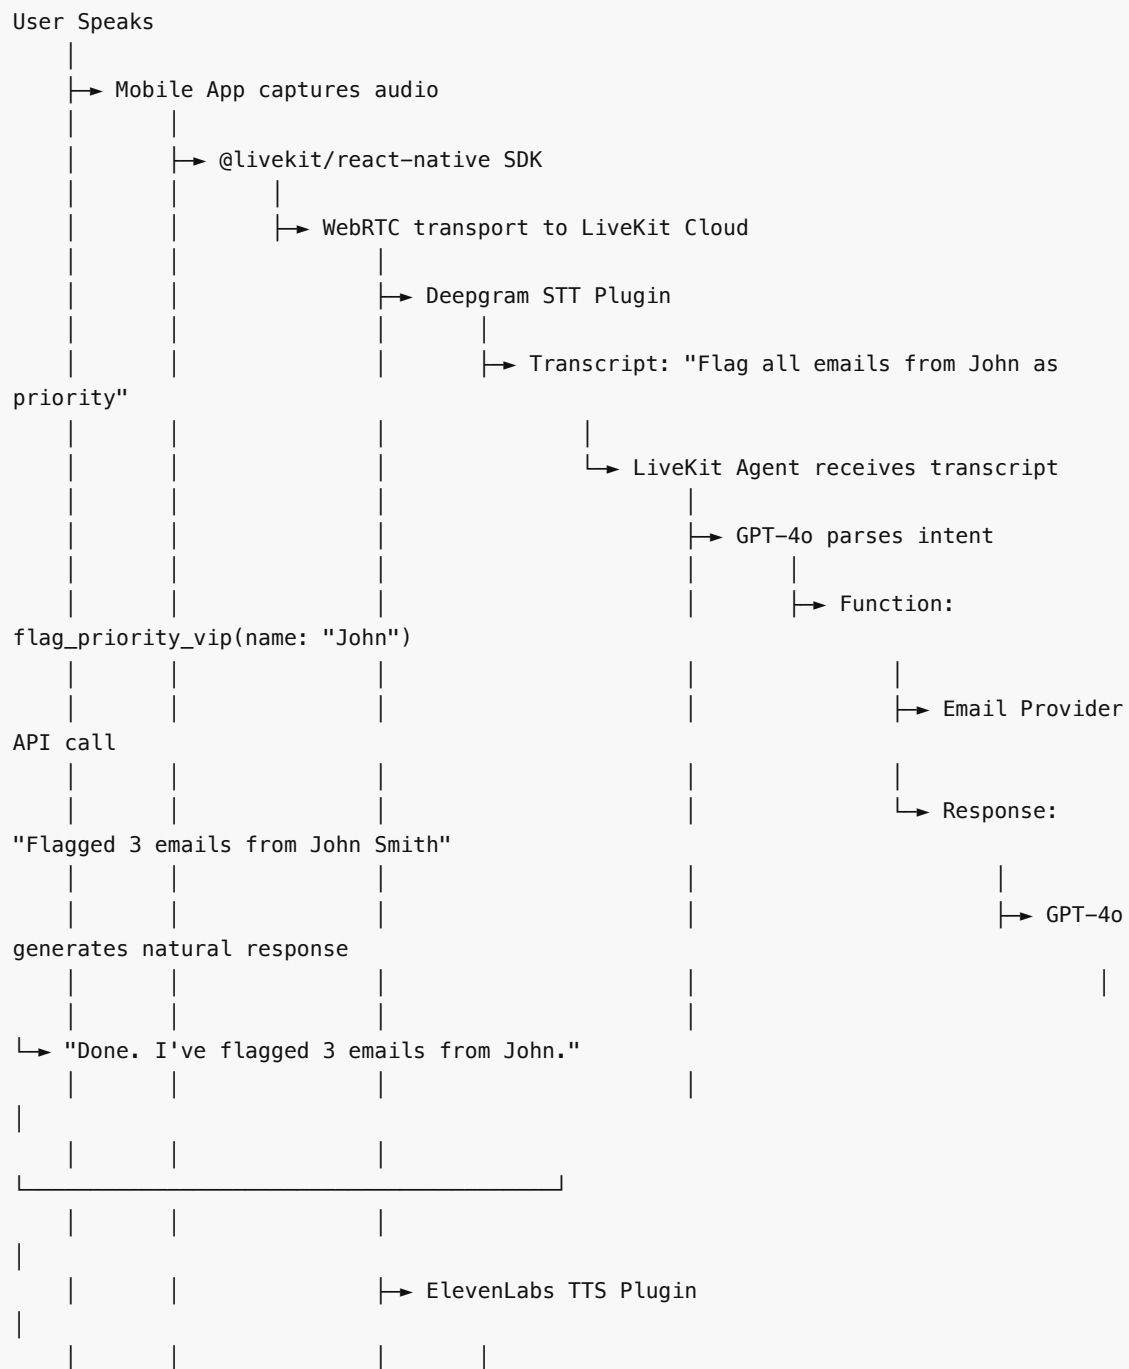 User Speaks
Mobile App captures audio
@livekit/react-native SDK
WebRTC transport to LiveKit Cloud
Deepgram STT Plugin
Transcript: "Flag all emails from John as
priority"
LiveKit Agent receives transcript
GPT-4o parses intent
Function:
flag_priority_vip(name: "John")
Email Provider
API call
Response:
"Flagged 3 emails from John Smith"
GPT-4o
generates natural response
"Done. I've flagged 3 emails from John."
ElevenLabs TTS Plugin